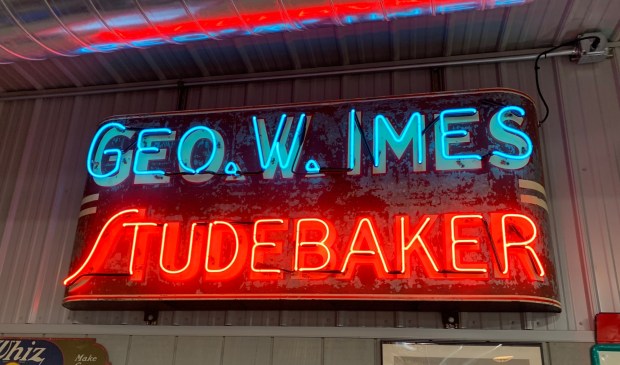 GEO. W. IMES
STUDEBAKER
Whiz
Make